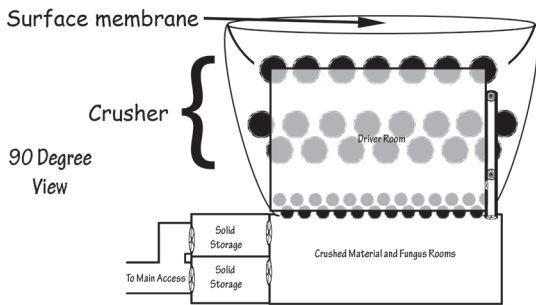 Surface membrane
Crusher
90 Degree
View
Driver Room
Solid
Storage
Crushed Material and Fungus Rooms
Solid
Storage
To Main Access